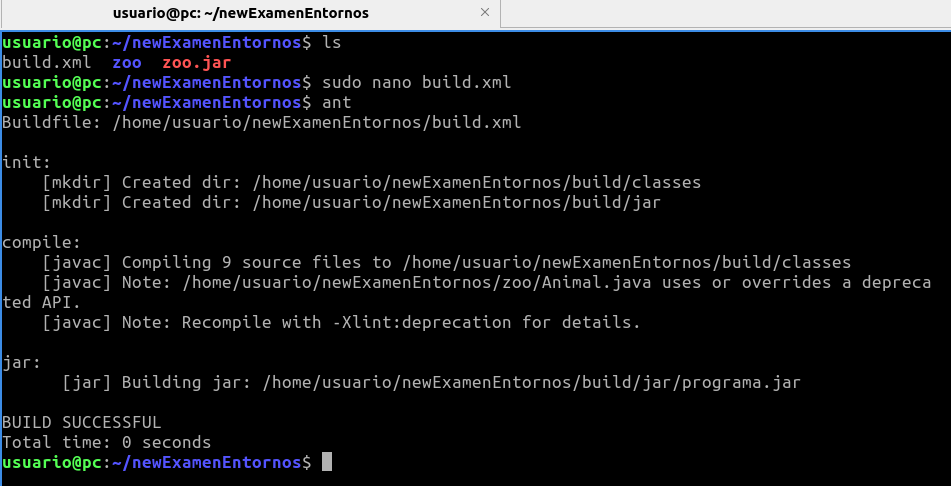 usuario@pc: ~/newExamenEntornos
usuario@pc:~/newExamenEntornos$ ls
build.xml  zoo  zoo.jar
usuario@pc:~/newExamenEntornos$ sudo nano build.xml
usuario@pc:~/newExamenEntornos$ ant
Buildfile: /home/usuario/newExamenEntornos/build.xml
init:
    [mkdir] Created dir: /home/usuario/newExamenEntornos/build/classes
    [mkdir] Created dir: /home/usuario/newExamenEntornos/build/jar
compile:
    [javac] Compiling 9 source files to /home/usuario/newExamenEntornos/build/classes
    [javac] Note: /home/usuario/newExamenEntornos/zoo/Animal.java uses or overrides a depreca
ted API.
    [javac] Note: Recompile with -Xlint:deprecation for details.
jar:
      [jar] Building jar: /home/usuario/newExamenEntornos/build/jar/programa.jar
BUILD SUCCESSFUL
Total time: 0 seconds
usuario@pc:~/newExamenEntornos$